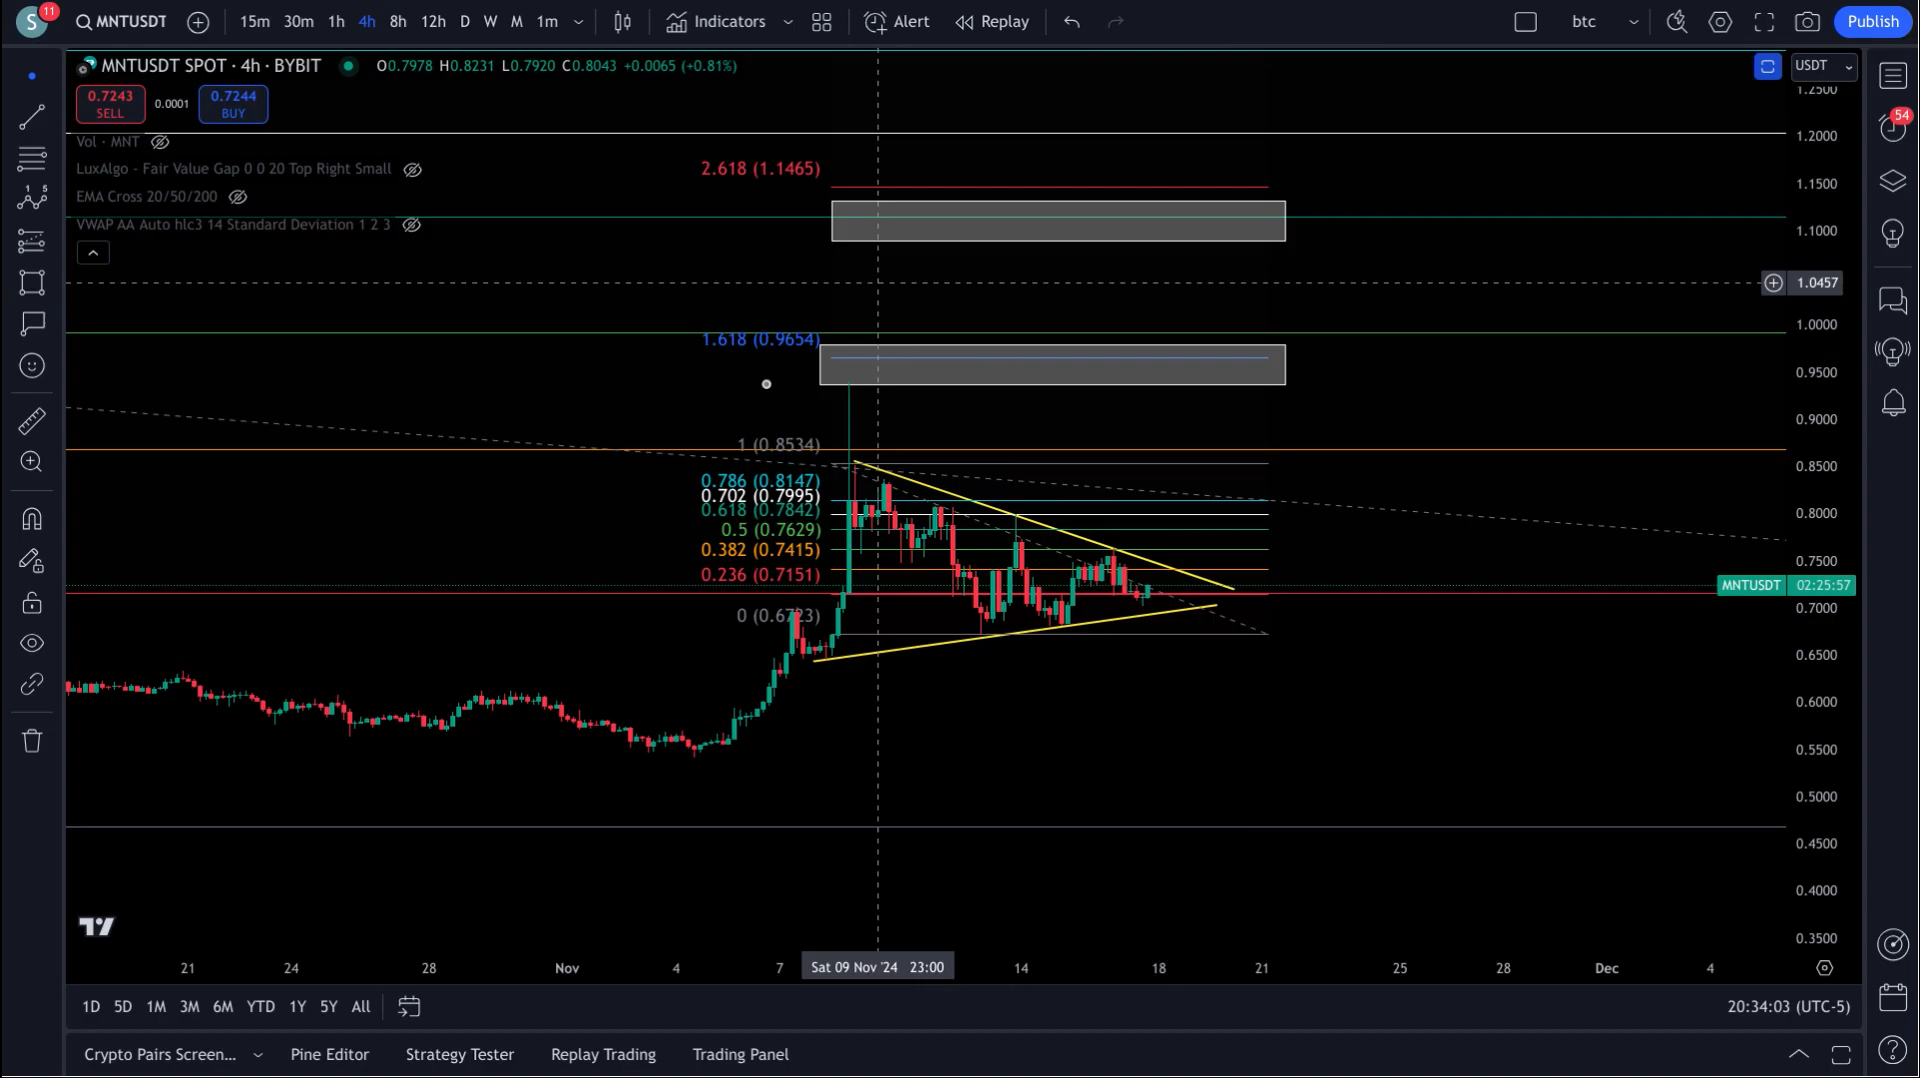 S
11
MNTUSDT
15m 30m 1h 4h 8h 12h D W M 1m
Indicators
Alert
Replay
btc
Publish
MNTUSDT SPOT · 4h · BYBIT
O0.7978 H0.8231 L0.7920 C0.8043 +0.0065 (+0.81%)
USDT
0.7243
SELL
0.0001
0.7244
BUY
Vol · MNT
LuxAlgo - Fair Value Gap 0 0 20 Top Right Small
EMA Cross 20/50/200
VWAP AA Auto hlc3 14 Standard Deviation 1 2 3
2.618 (1.1465)
1.618 (0.9654)
1 (0.8534)
0.786 (0.8147)
0.702 (0.7995)
0.618 (0.7842)
0.5 (0.7629)
0.382 (0.7415)
0.236 (0.7151)
0 (0.6723)
1.2500
1.2000
1.1500
1.1000
1.0457
1.0000
0.9500
0.9000
0.8500
0.8000
0.7500
MNTUSDT 02:25:57
0.7000
0.6500
0.6000
0.5500
0.5000
0.4500
0.4000
0.3500
54
1 5
21 24 28 Nov 4 7 Sat 09 Nov '24 23:00 14 18 21 25 28 Dec 4
1D 5D 1M 3M 6M YTD 1Y 5Y All
20:34:03 (UTC-5)
Crypto Pairs Screen... Pine Editor Strategy Tester Replay Trading Trading Panel